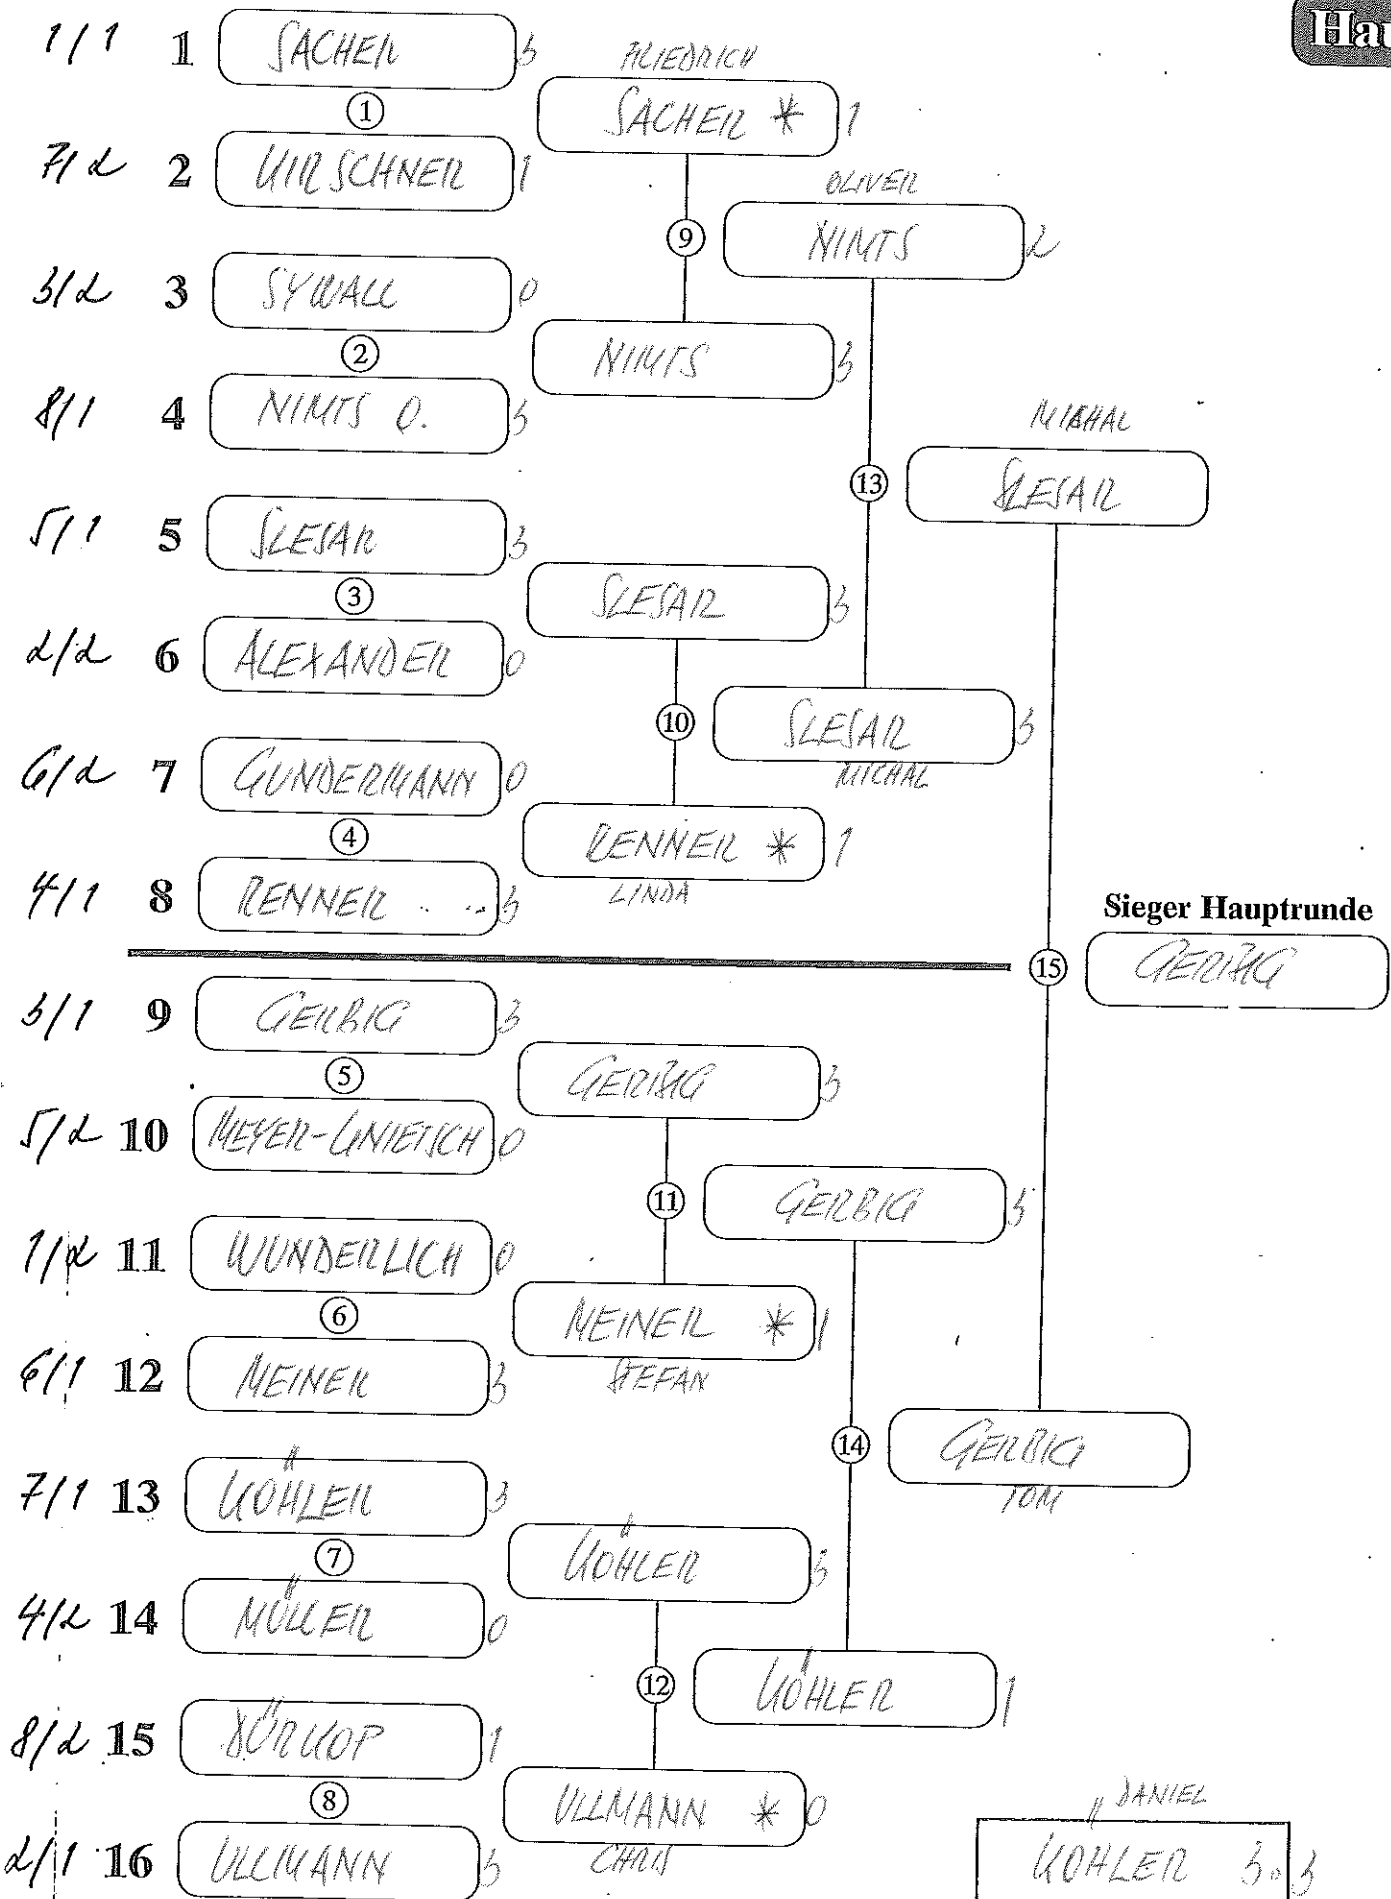 Hau
1/1 1 SACHER 3
FRIEDRICH
① SACHER * 1
7/2 2 KIRSCHNER 1
OLIVER
⑨ NIMTS 2
3/2 3 SYWALL 0
② NIMTS 3
8/1 4 NIMTS O. 3
MICHAL
⑬ SLESAR
5/1 5 SLESAR 3
③ SLESAR 3
2/2 6 ALEXANDER 0
⑩ SLESAR 3
MICHAL
6/2 7 GUNDERMANN 0
④ RENNER * 1
LINDA
4/1 8 RENNER 3
Sieger Hauptrunde
⑮ GERBIG
3/1 9 GERBIG 3
⑤ GERBIG 3
5/2 10 MEYER-KNIETSCH 0
⑪ GERBIG 3
1/2 11 WUNDERLICH 0
⑥ MEINER * 1
STEFAN
6/1 12 MEINER 3
⑭ GERBIG
TOM
7/1 13 KÖHLER 3
⑦ KÖHLER 3
4/2 14 MÜLLER 0
⑫ KÖHLER 1
8/2 15 DÖRKOP 1
⑧ ULLMANN * 0
CHRIS
2/1 16 ULLMANN 3
DANIEL
KÖHLER 3. 3